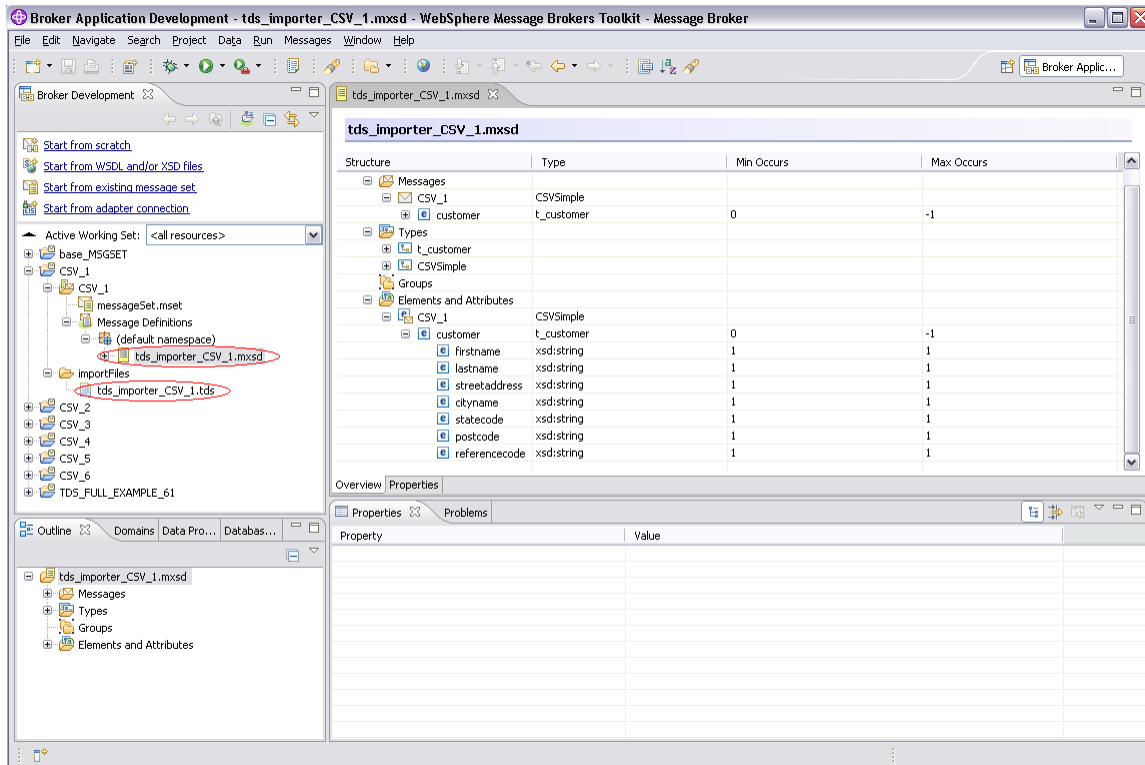 Broker Application Development - tds_importer_CSV_1.mxsd - WebSphere Message Brokers Toolkit - Message Broker
File Edit Navigate Search Project Data Run Messages Window Help
Broker Applic...
Broker Development
Start from scratch
Start from WSDL and/or XSD files
Start from existing message set
Start from adapter connection
Active Working Set: <all resources>
base_MSGSET
CSV_1
CSV_1
messageSet.mset
Message Definitions
(default namespace)
tds_importer_CSV_1.mxsd
importFiles
tds_importer_CSV_1.tds
CSV_2
CSV_3
CSV_4
CSV_5
CSV_6
TDS_FULL_EXAMPLE_61
tds_importer_CSV_1.mxsd
tds_importer_CSV_1.mxsd
Structure Type Min Occurs Max Occurs
Messages
CSV_1 CSVSimple
customer t_customer 0 -1
Types
t_customer
CSVSimple
Groups
Elements and Attributes
CSV_1 CSVSimple
customer t_customer 0 -1
firstname xsd:string 1 1
lastname xsd:string 1 1
streetaddress xsd:string 1 1
cityname xsd:string 1 1
statecode xsd:string 1 1
postcode xsd:string 1 1
referencecode xsd:string 1 1
Overview Properties
Outline Domains Data Pro... Databas...
tds_importer_CSV_1.mxsd
Messages
Types
Groups
Elements and Attributes
Properties Problems
Property Value